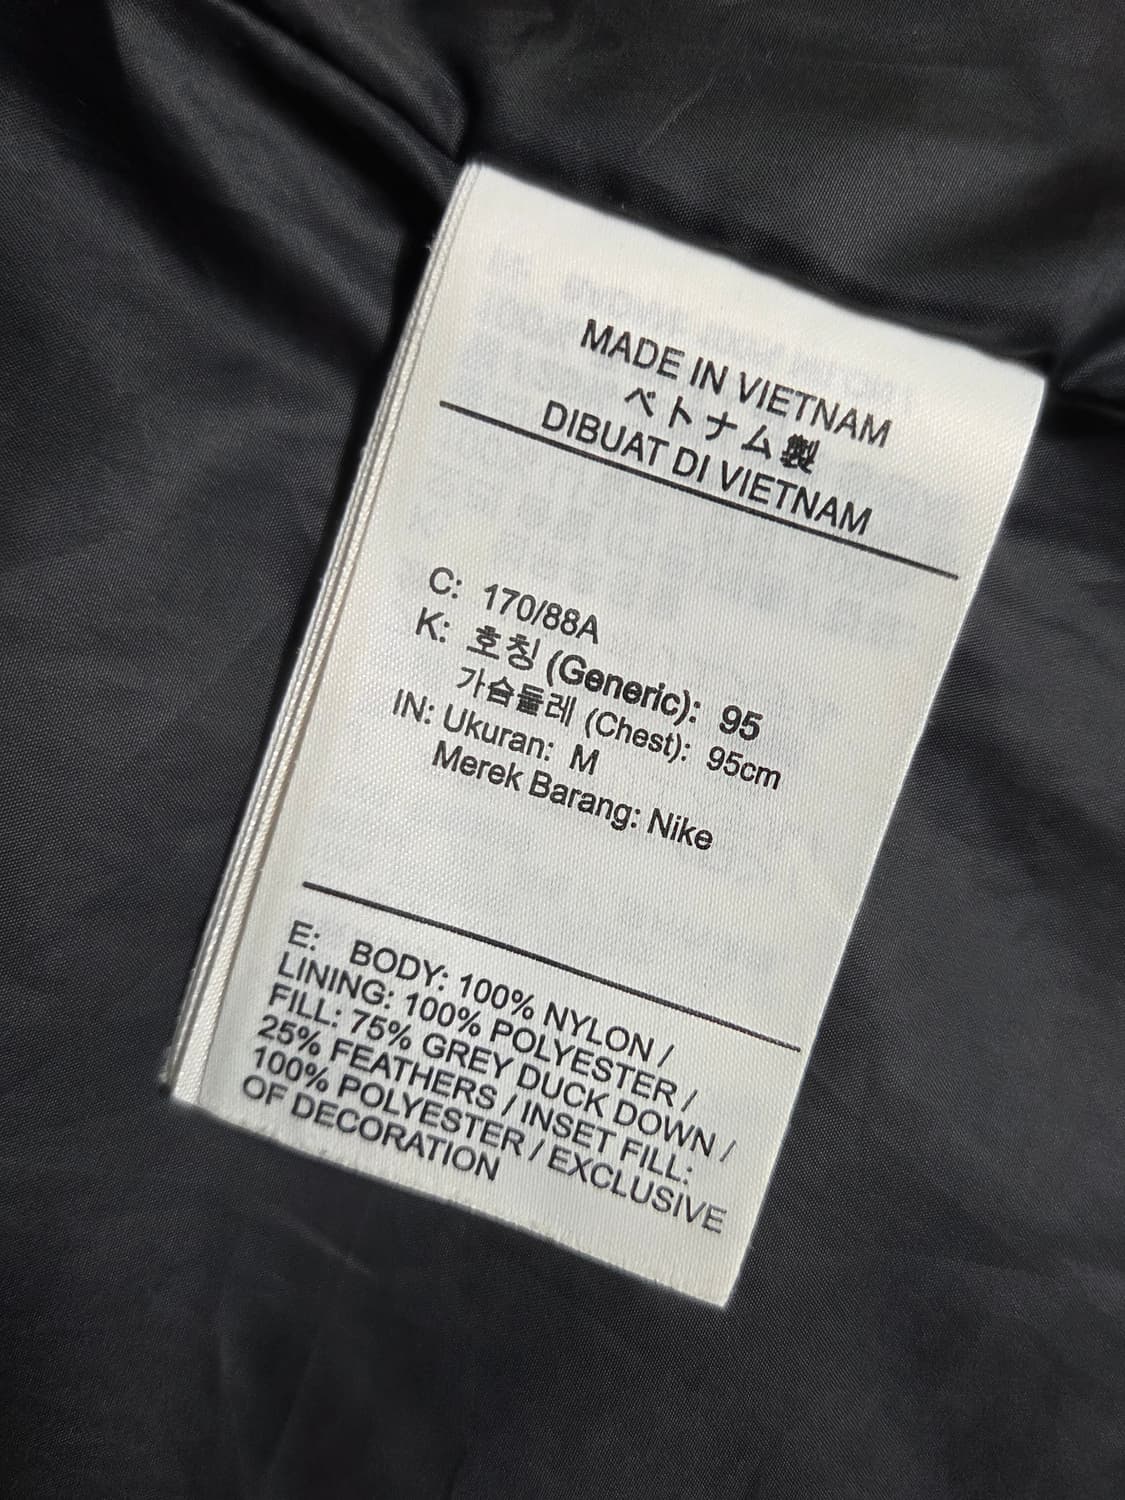 MADE IN VIETNAM
ベトナム製
DIBUAT DI VIETNAM
C: 170/88A
K: 호칭 (Generic): 95
가슴둘레 (Chest): 95cm
IN: Ukuran: M
Merek Barang: Nike
E: BODY: 100% NYLON /
LINING: 100% POLYESTER /
FILL: 75% GREY DUCK DOWN /
25% FEATHERS / INSET FILL:
100% POLYESTER / EXCLUSIVE
OF DECORATION